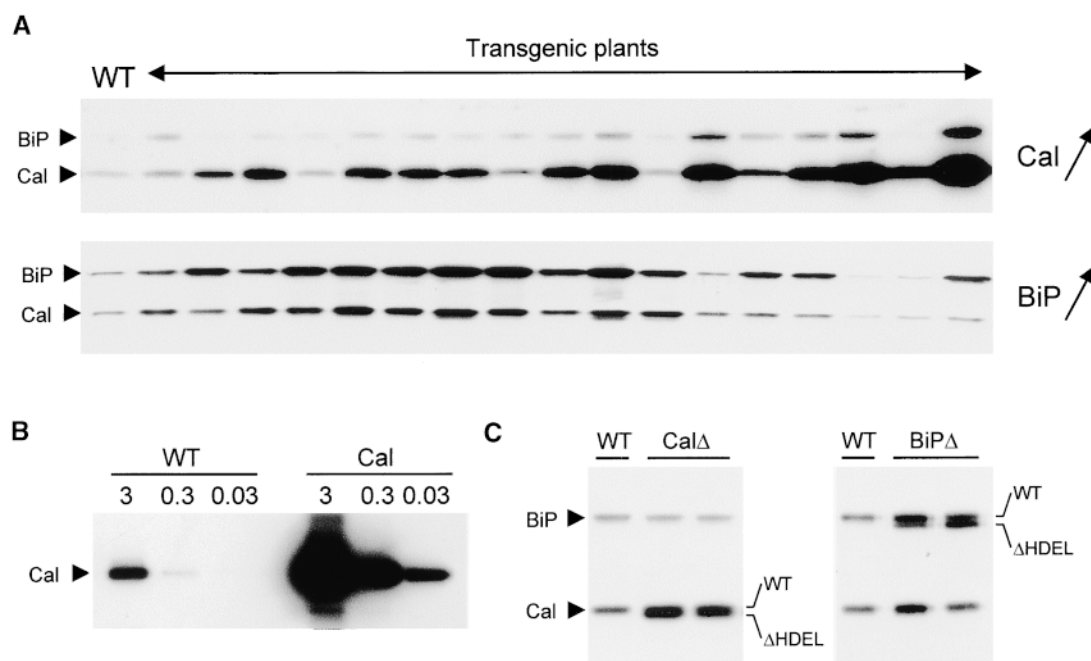 A
Transgenic plants
WT
BiP
Cal
Cal
BiP
Cal
BiP
B
WT Cal
3 0.3 0.03 3 0.3 0.03
Cal
C
WT CalΔ WT BiPΔ
BiP
WT
ΔHDEL
Cal
WT
ΔHDEL